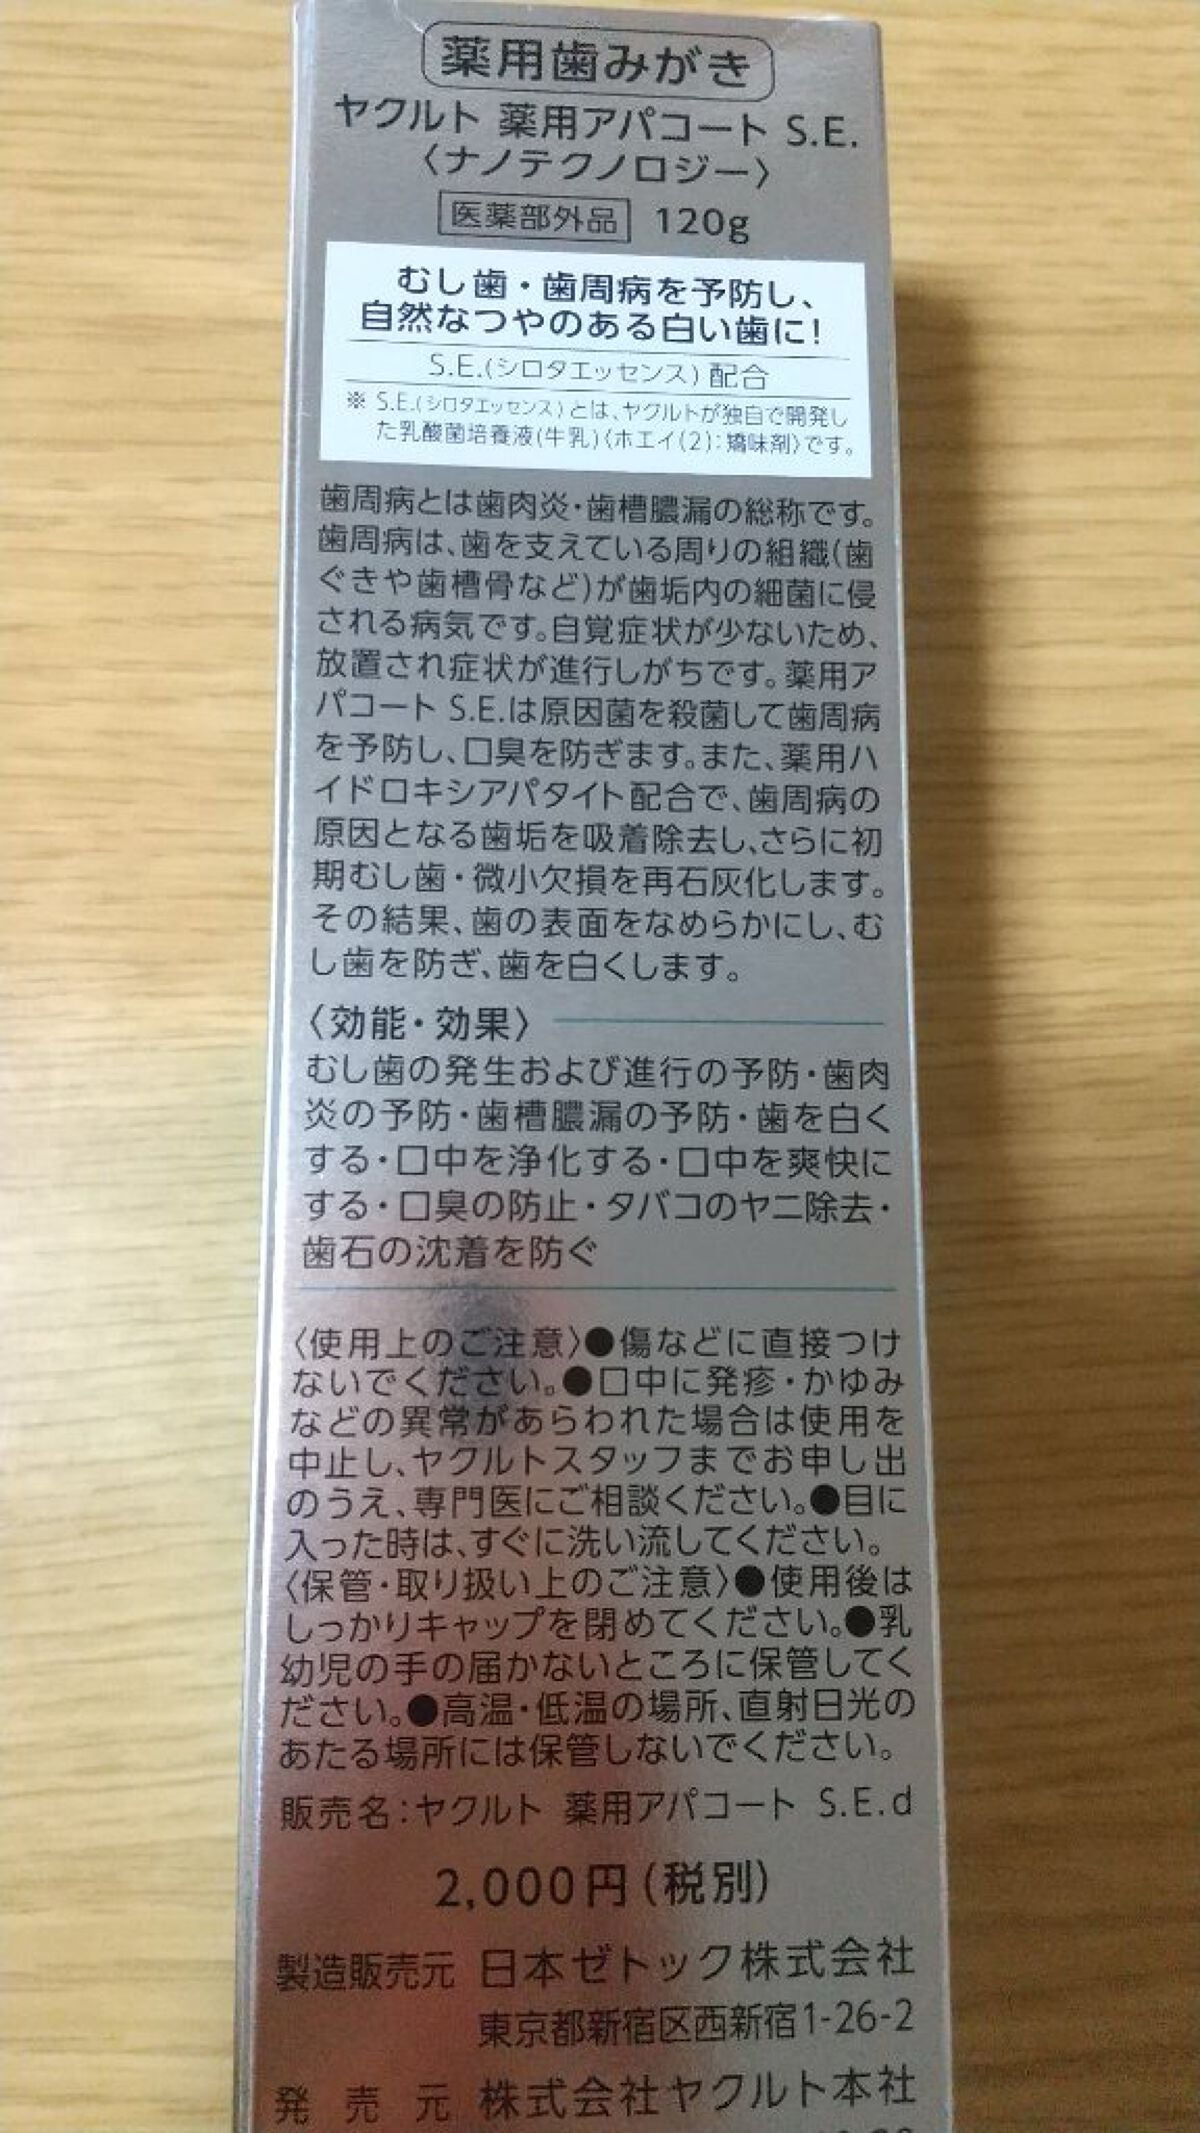 薬用歯みがき
ヤクルト 薬用アパコート S.E.
〈ナノテクノロジー〉
医薬部外品 120g
むし歯・歯周病を予防し、
自然なつやのある白い歯に!
S.E.(シロタエッセンス)配合
※ S.E.(シロタエッセンス)とは、ヤクルトが独自で開発し
た乳酸菌培養液(牛乳)〈ホエイ(2):矯味剤〉です。
歯周病とは歯肉炎・歯槽膿漏の総称です。
歯周病は、歯を支えている周りの組織(歯
ぐきや歯槽骨など)が歯垢内の細菌に侵
される病気です。自覚症状が少ないため、
放置され症状が進行しがちです。薬用ア
パコート S.E.は原因菌を殺菌して歯周病
を予防し、口臭を防ぎます。また、薬用ハ
イドロキシアパタイト配合で、歯周病の
原因となる歯垢を吸着除去し、さらに初
期むし歯・微小欠損を再石灰化します。
その結果、歯の表面をなめらかにし、む
し歯を防ぎ、歯を白くします。
〈効能・効果〉
むし歯の発生および進行の予防・歯肉
炎の予防・歯槽膿漏の予防・歯を白く
する・口中を浄化する・口中を爽快に
する・口臭の防止・タバコのヤニ除去・
歯石の沈着を防ぐ
〈使用上のご注意〉●傷などに直接つけ
ないでください。●口中に発疹・かゆみ
などの異常があらわれた場合は使用を
中止し、ヤクルトスタッフまでお申し出
のうえ、専門医にご相談ください。●目に
入った時は、すぐに洗い流してください。
〈保管・取り扱い上のご注意〉●使用後は
しっかりキャップを閉めてください。●乳
幼児の手の届かないところに保管してく
ださい。●高温・低温の場所、直射日光の
あたる場所には保管しないでください。
販売名:ヤクルト 薬用アパコート S.E.d
2,000円(税別)
製造販売元 日本ゼトック株式会社
東京都新宿区西新宿1-26-2
発売元 株式会社ヤクルト本社